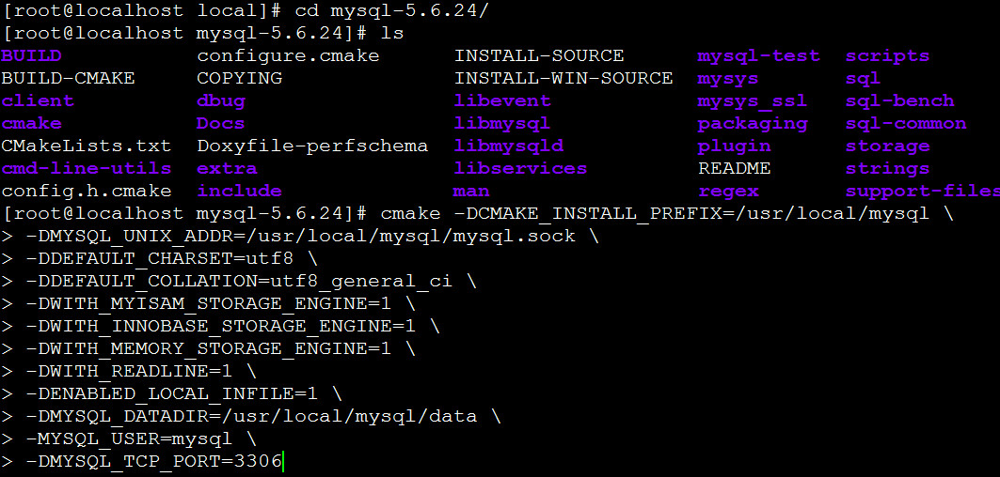 [root@localhost local]# cd mysql-5.6.24/
[root@localhost mysql-5.6.24]# ls
BUILD configure.cmake INSTALL-SOURCE mysql-test scripts
BUILD-CMAKE COPYING INSTALL-WIN-SOURCE mysys sql
client dbug libevent mysys_ssl sql-bench
cmake Docs libmysql packaging sql-common
CMakeLists.txt Doxyfile-perfschema libmysqld plugin storage
cmd-line-utils extra libservices README strings
config.h.cmake include man regex support-files
[root@localhost mysql-5.6.24]# cmake -DCMAKE_INSTALL_PREFIX=/usr/local/mysql \
> -DMYSQL_UNIX_ADDR=/usr/local/mysql/mysql.sock \
> -DDEFAULT_CHARSET=utf8 \
> -DDEFAULT_COLLATION=utf8_general_ci \
> -DWITH_MYISAM_STORAGE_ENGINE=1 \
> -DWITH_INNOBASE_STORAGE_ENGINE=1 \
> -DWITH_MEMORY_STORAGE_ENGINE=1 \
> -DWITH_READLINE=1 \
> -DENABLED_LOCAL_INFILE=1 \
> -DMYSQL_DATADIR=/usr/local/mysql/data \
> -MYSQL_USER=mysql \
> -DMYSQL_TCP_PORT=3306